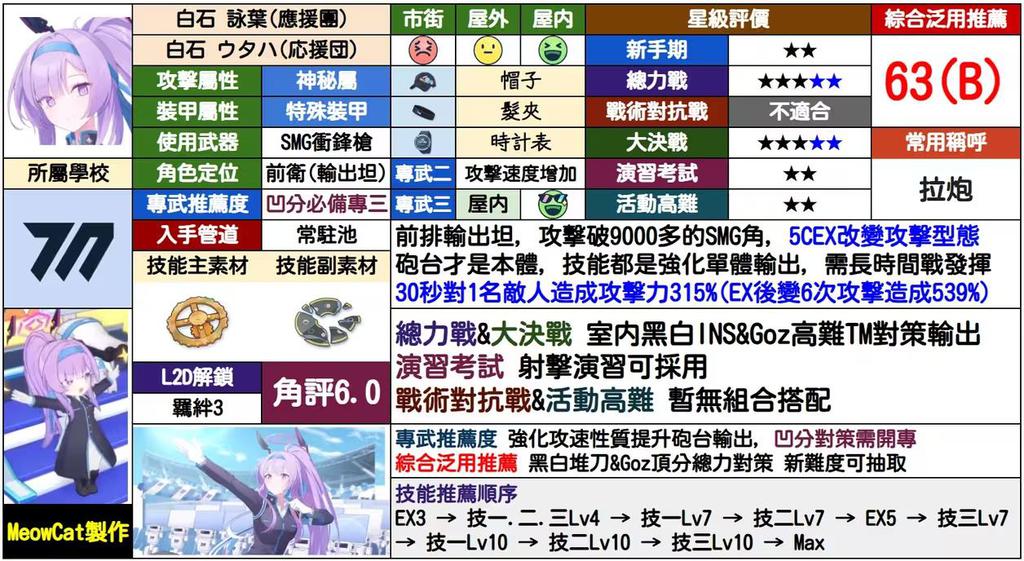 白石 詠葉(應援團)
市街
屋外
屋内
星級評價
綜合泛用推薦
白石 ウタハ(応援団)
新手期
★★
63(B)
攻擊屬性
神秘屬
帽子
總力戰
★★★★★
裝甲屬性
特殊裝甲
髮夾
戰術對抗戰
不適合
使用武器
SMG衝鋒槍
時計表
大決戰
★★★★★
常用稱呼
所屬學校
角色定位
前衛(輸出坦)
專武二
攻擊速度增加
演習考試
★★
拉炮
專武推薦度
凹分必備專三
專武三
屋内
活動高難
★★
入手管道
常駐池
前排輸出坦, 攻擊破9000多的SMG角, 5CEX改變攻擊型態
技能主素材
技能副素材
砲台才是本體, 技能都是強化單體輸出, 需長時間戰發揮
30秒對1名敵人造成攻擊力315%(EX後變6次攻擊造成539%)
總力戰&大決戰 室内黑白INS&Goz高難TM對策輸出
演習考試 射擊演習可採用
戰術對抗戰&活動高難 暫無組合搭配
L2D解鎖
羈絆3
角評6.0
專武推薦度 強化攻速性質提升砲台輸出, 凹分對策需開專
綜合泛用推薦 黑白堆刀&Goz頂分總力對策 新難度可抽取
技能推薦順序
EX3 → 技一.二.三Lv4 → 技一Lv7 → 技二Lv7 → EX5 → 技三Lv7
→ 技一Lv10 → 技二Lv10 → 技三Lv10 → Max
MeowCat製作